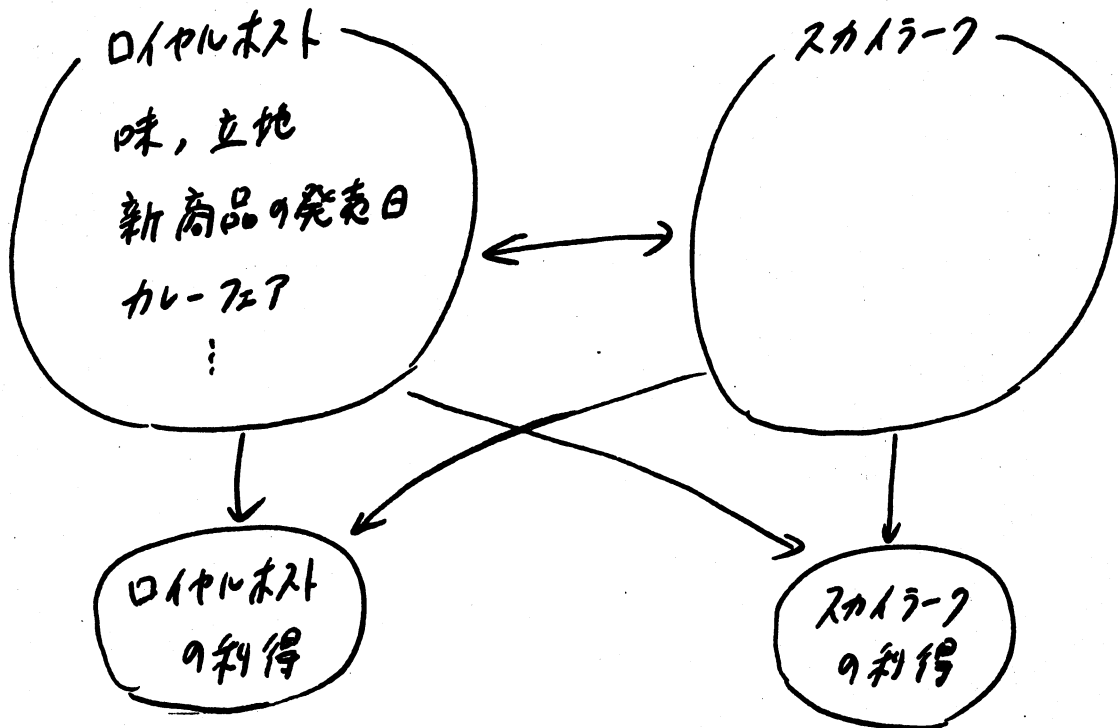 ロイヤルホスト
味,立地
新商品の発売日
カレーフェア
⋮
スカイラーク
ロイヤルホスト
の利得
スカイラーク
の利得